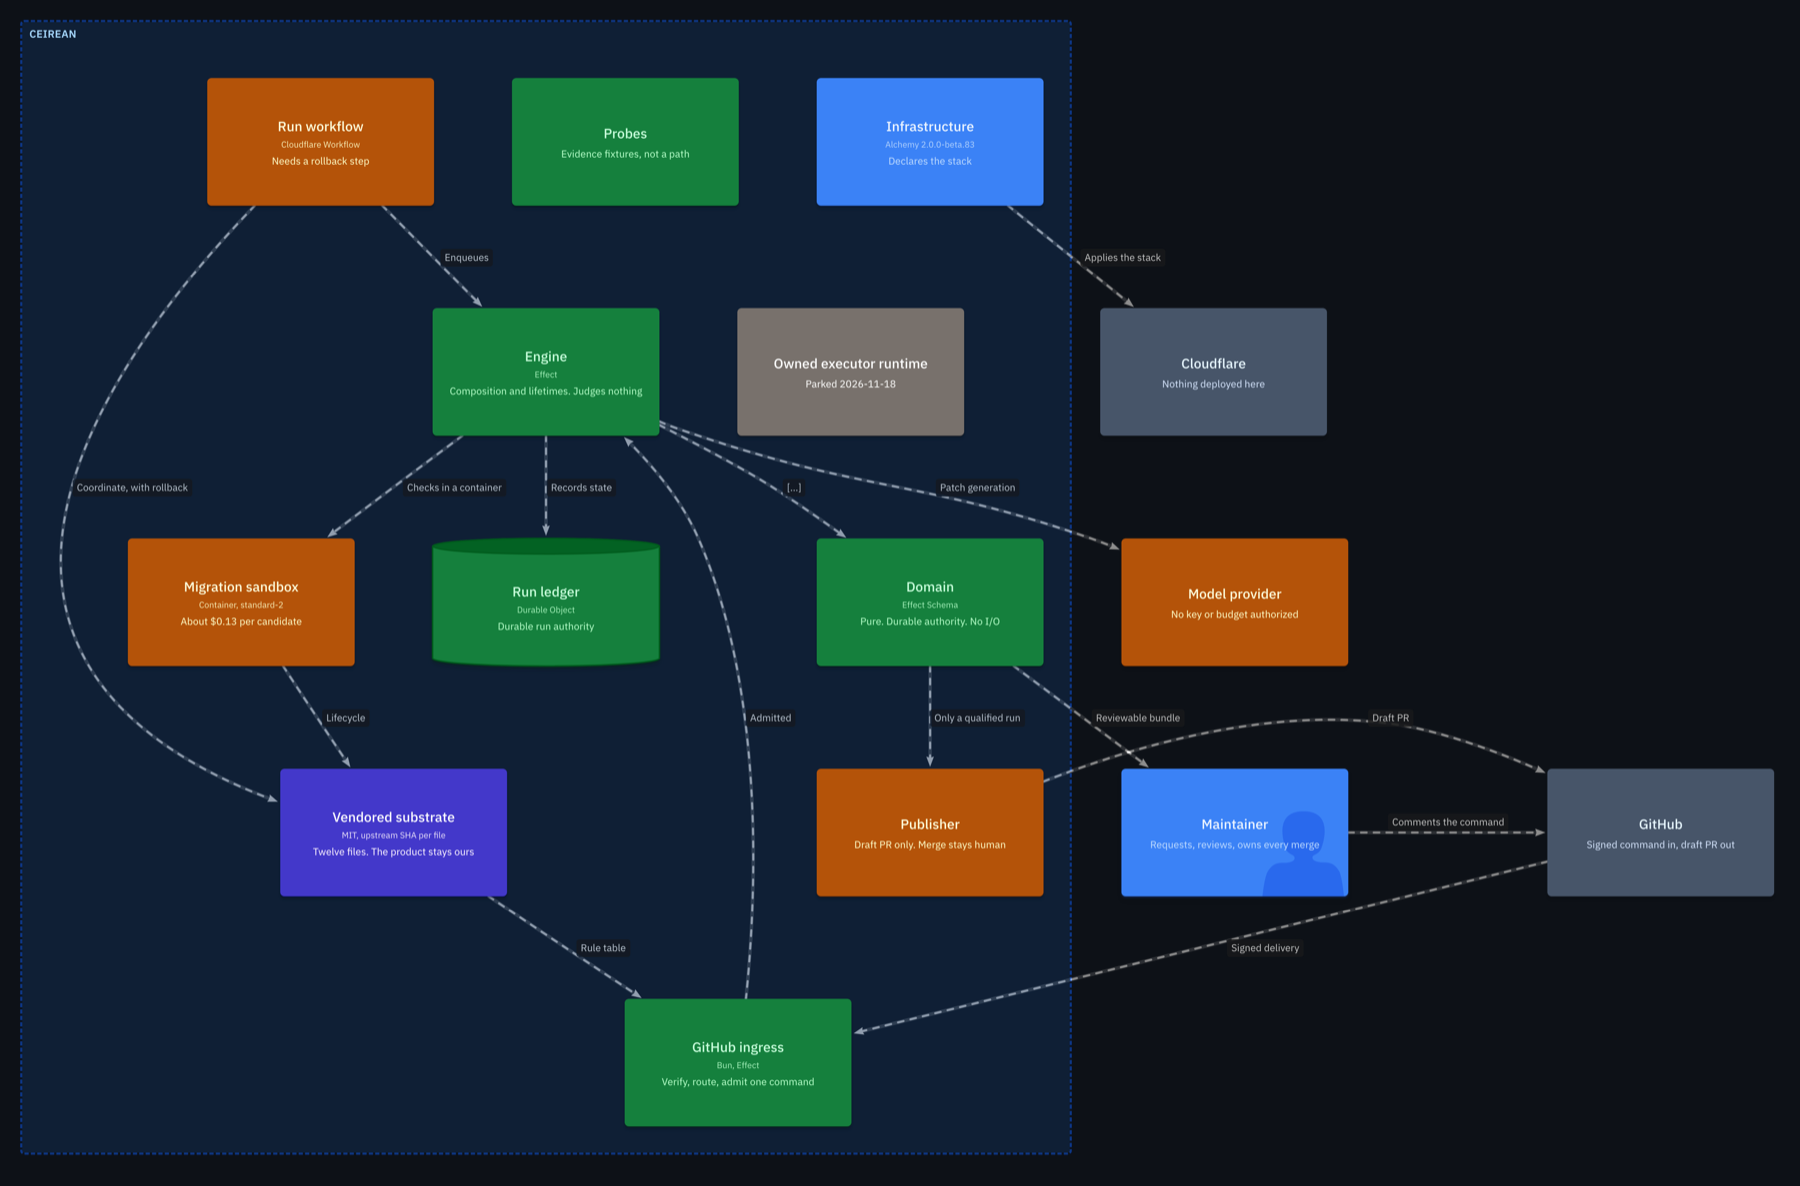 CEIREAN
Run workflow
Cloudflare Workflow
Needs a rollback step
Probes
Evidence fixtures, not a path
Infrastructure
Alchemy 2.0.0-beta.83
Declares the stack
Enqueues
Applies the stack
Engine
Effect
Composition and lifetimes. Judges nothing
Owned executor runtime
Parked 2026-11-18
Cloudflare
Nothing deployed here
Coordinate, with rollback
Checks in a container
Records state
[...]
Patch generation
Migration sandbox
Container, standard-2
About $0.13 per candidate
Run ledger
Durable Object
Durable run authority
Domain
Effect Schema
Pure. Durable authority. No I/O
Model provider
No key or budget authorized
Lifecycle
Admitted
Only a qualified run
Reviewable bundle
Draft PR
Vendored substrate
MIT, upstream SHA per file
Twelve files. The product stays ours
Publisher
Draft PR only. Merge stays human
Maintainer
Requests, reviews, owns every merge
Comments the command
GitHub
Signed command in, draft PR out
Rule table
Signed delivery
GitHub ingress
Bun, Effect
Verify, route, admit one command